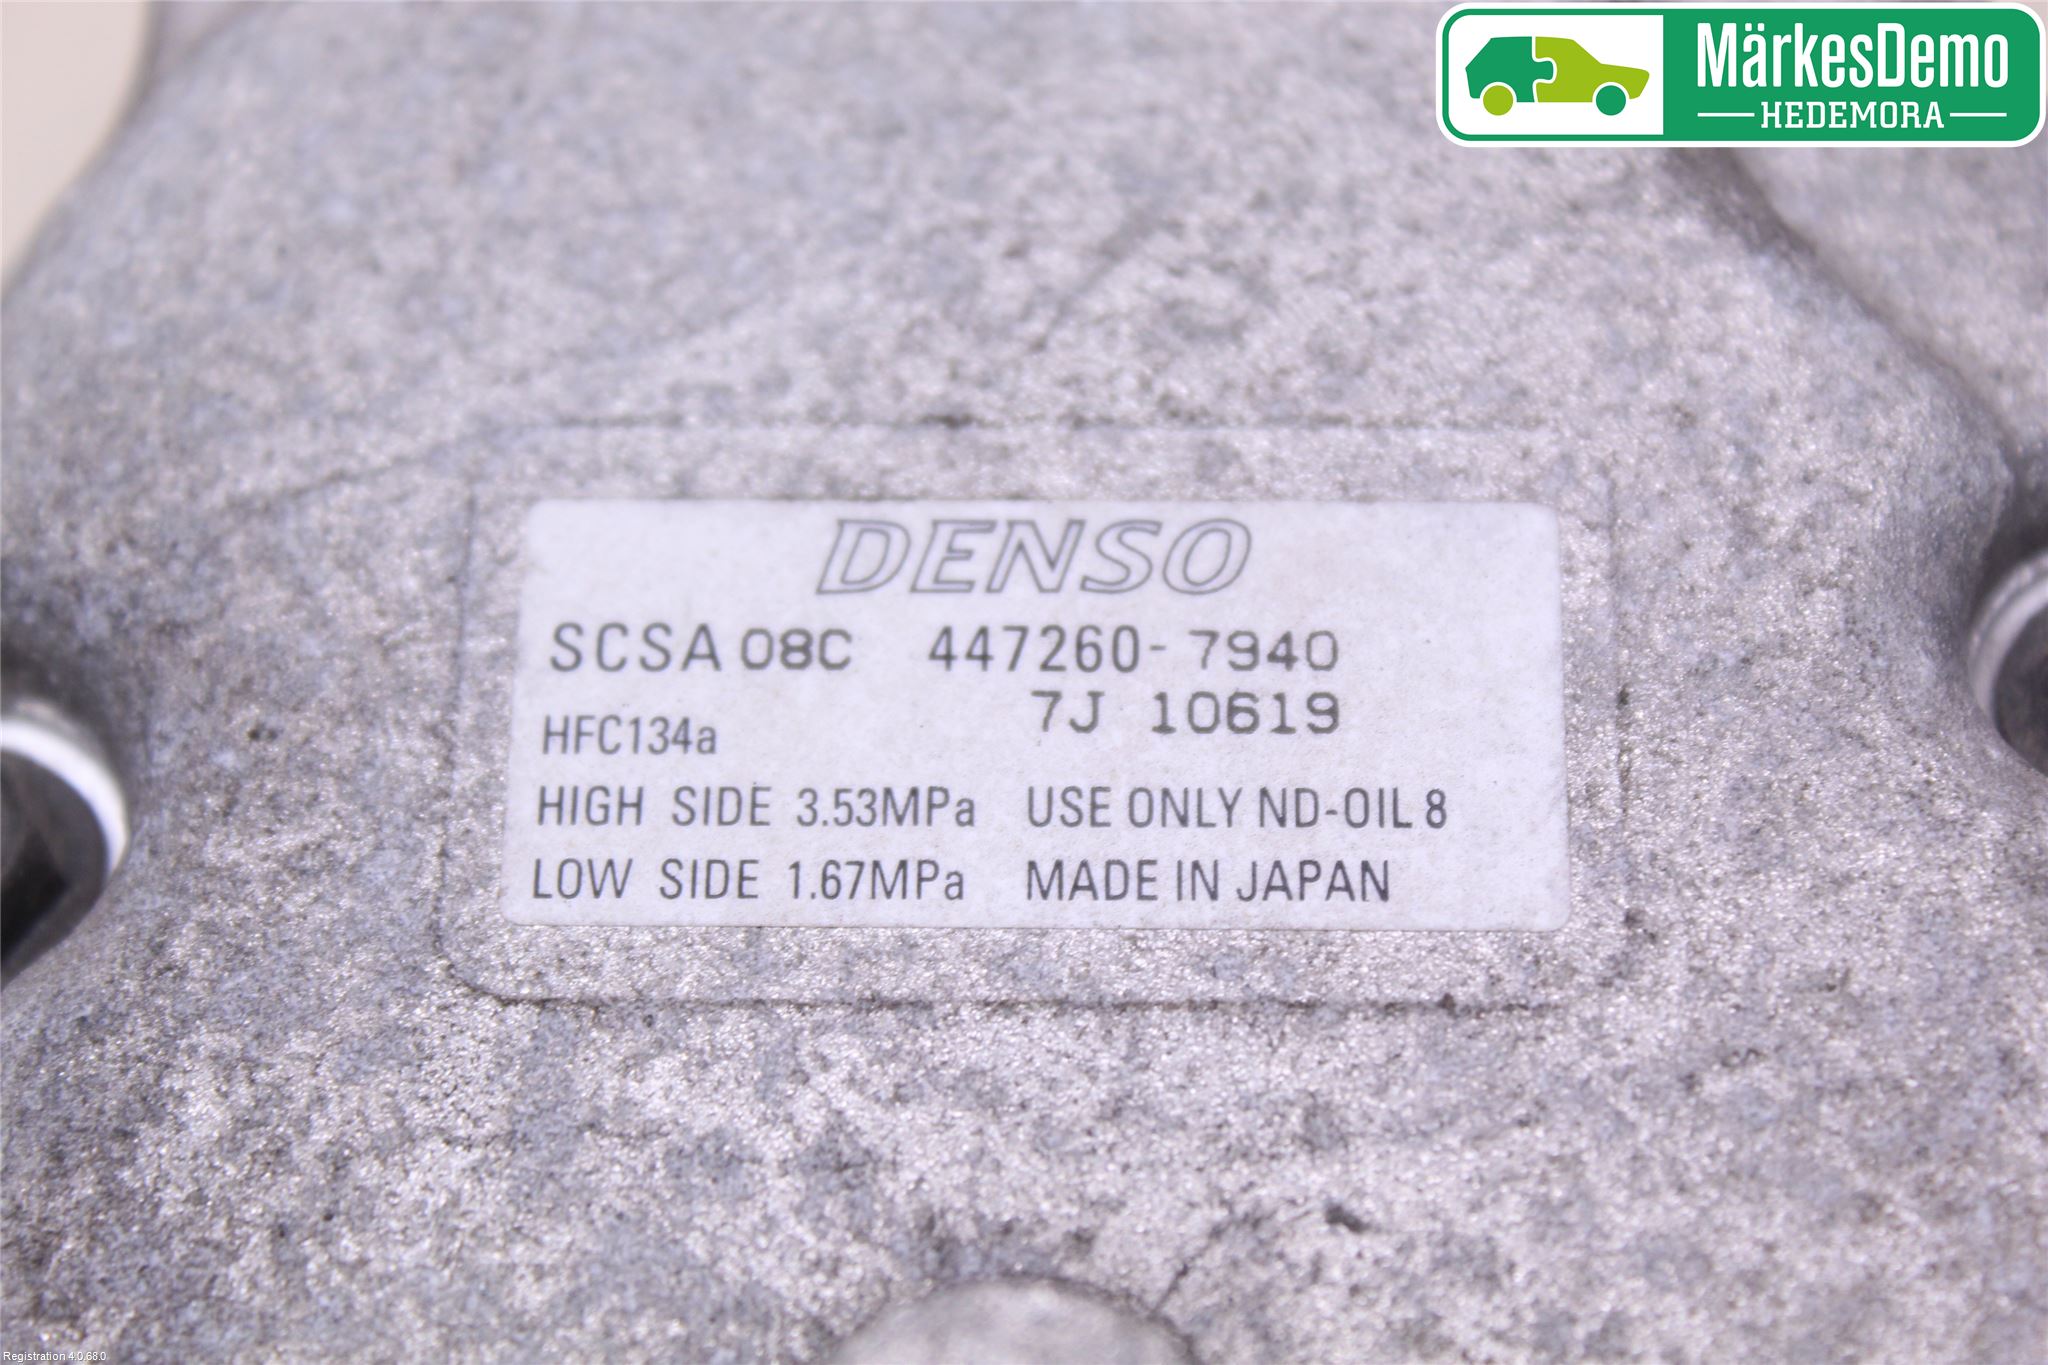 MärkesDemo
HEDEMORA
DENSO
SCSA 08C 447260-7940
7J 10619
HFC134a
HIGH SIDE 3.53MPa USE ONLY ND-OIL 8
LOW SIDE 1.67MPa MADE IN JAPAN
Registration 4.0.68.0